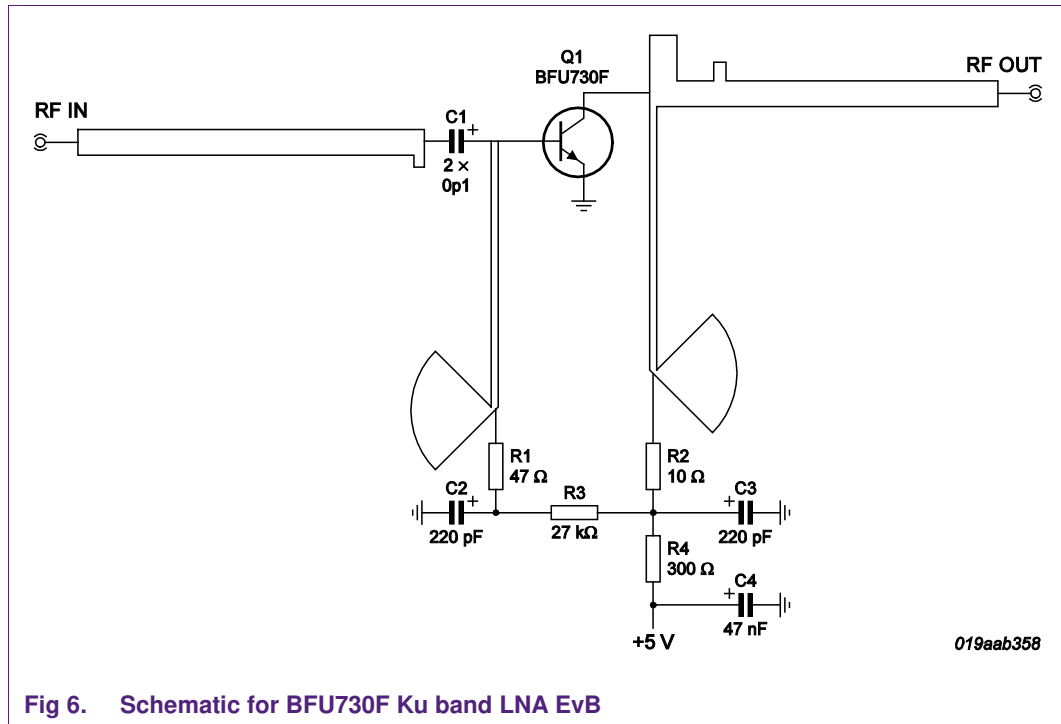 Q1
BFU730F
RF OUT
RF IN
C1
+
2 ×
0p1
R1
47 Ω
R2
10 Ω
C2
+
220 pF
R3
27 kΩ
C3
+
220 pF
R4
300 Ω
C4
+
47 nF
+5 V
019aab358
Fig 6. Schematic for BFU730F Ku band LNA EvB